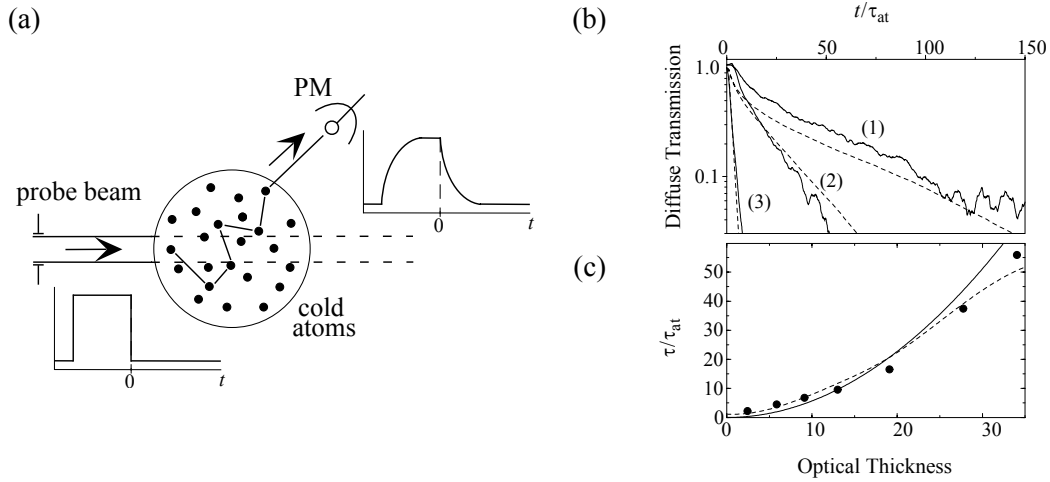 (a)
PM
probe beam
cold
atoms
t
0
0
t
(b)
t/τat
0 50 100 150
Diffuse Transmission
1.0
0.1
(1)
(2)
(3)
(c)
τ/τat
50
40
30
20
10
0
0 10 20 30
Optical Thickness